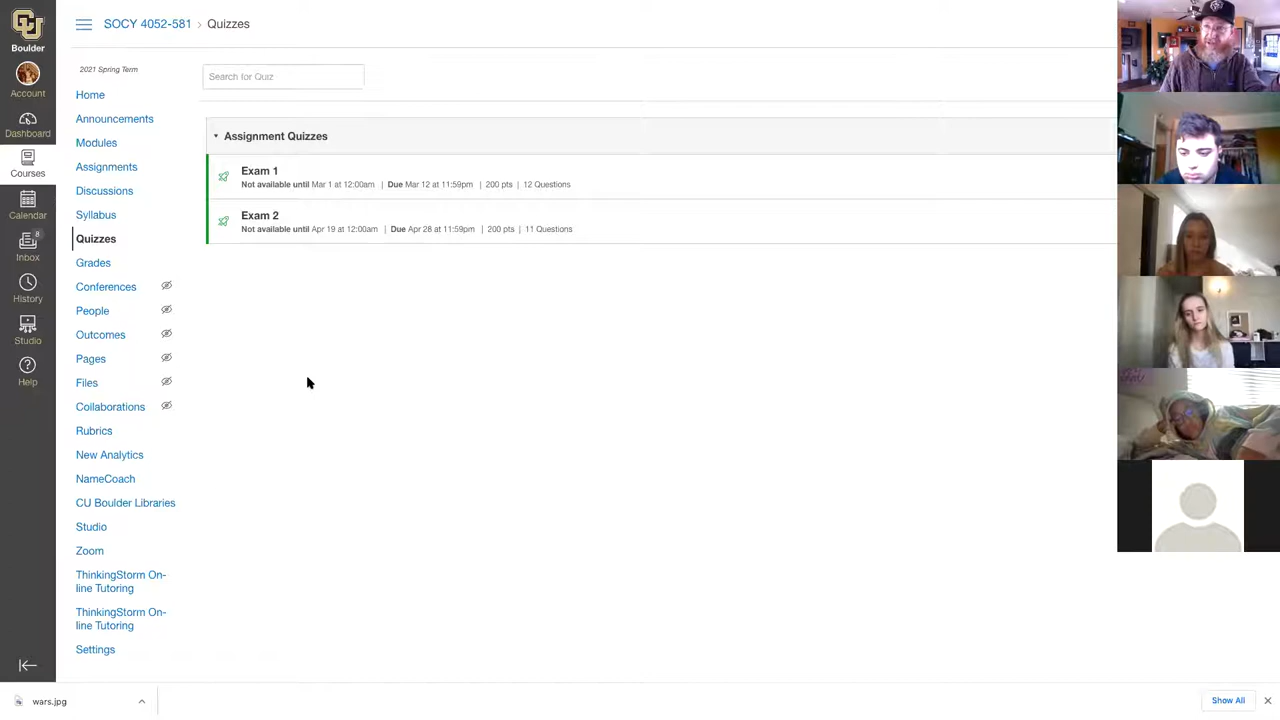 SOCY 4052-581 › Quizzes
Boulder
Account
Dashboard
Courses
Calendar
8
Inbox
History
Studio
Help
2021 Spring Term
Home
Announcements
Modules
Assignments
Discussions
Syllabus
Quizzes
Grades
Conferences
People
Outcomes
Pages
Files
Collaborations
Rubrics
New Analytics
NameCoach
CU Boulder Libraries
Studio
Zoom
ThinkingStorm On-
line Tutoring
ThinkingStorm On-
line Tutoring
Settings
Search for Quiz
Assignment Quizzes
Exam 1
Not available until Mar 1 at 12:00am | Due Mar 12 at 11:59pm | 200 pts | 12 Questions
Exam 2
Not available until Apr 19 at 12:00am | Due Apr 28 at 11:59pm | 200 pts | 11 Questions
wars.jpg
Show All